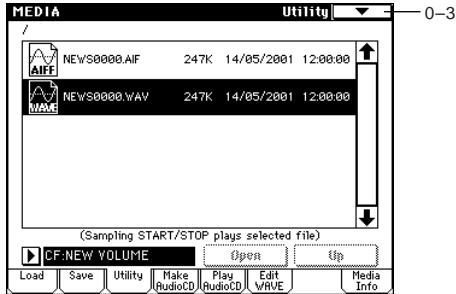 MEDIA Utility 0–3
/
AIFF NEWS0000.AIF 247K 14/05/2001 12:00:00
WAVE NEWS0000.WAV 247K 14/05/2001 12:00:00
(Sampling START/STOP plays selected file)
CF:NEW VOLUME Open Up
Load Save Utility Make AudioCD Play AudioCD Edit WAVE Media Info